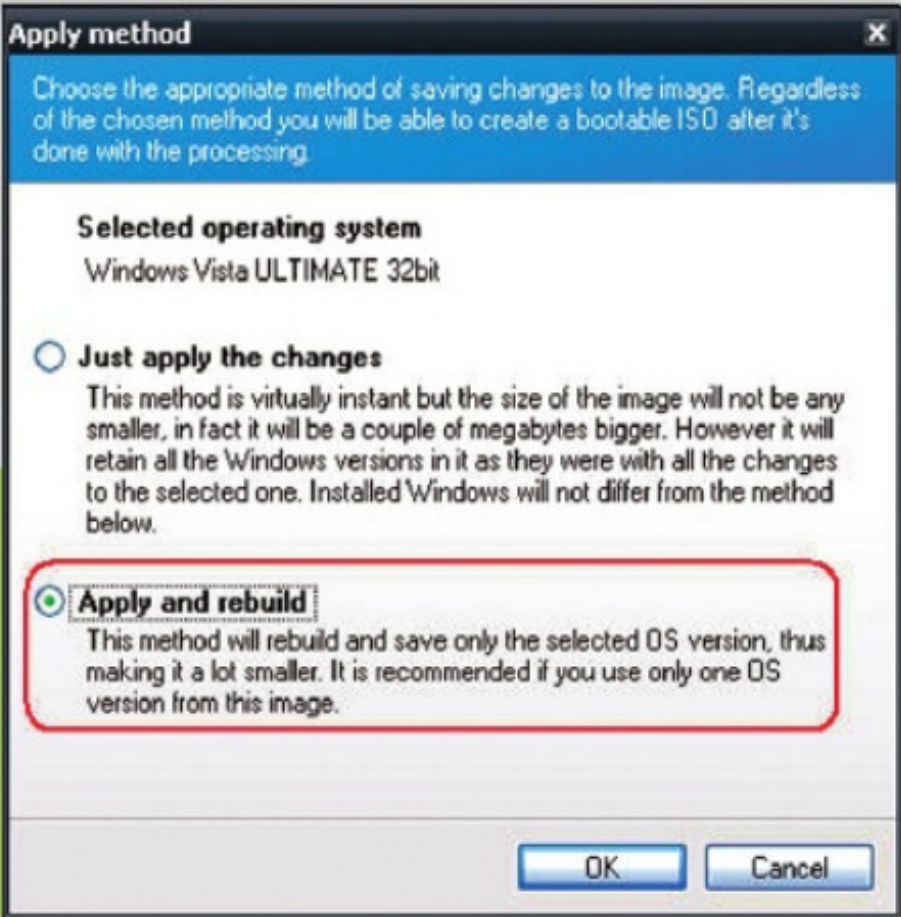 Apply method
Choose the appropriate method of saving changes to the image. Regardless
of the chosen method you will be able to create a bootable ISO after it's
done with the processing.
Selected operating system
Windows Vista ULTIMATE 32bit
Just apply the changes
This method is virtually instant but the size of the image will not be any
smaller, in fact it will be a couple of megabytes bigger. However it will
retain all the Windows versions in it as they were with all the changes
to the selected one. Installed Windows will not differ from the method
below.
Apply and rebuild
This method will rebuild and save only the selected OS version, thus
making it a lot smaller. It is recommended if you use only one OS
version from this image.
OK
Cancel